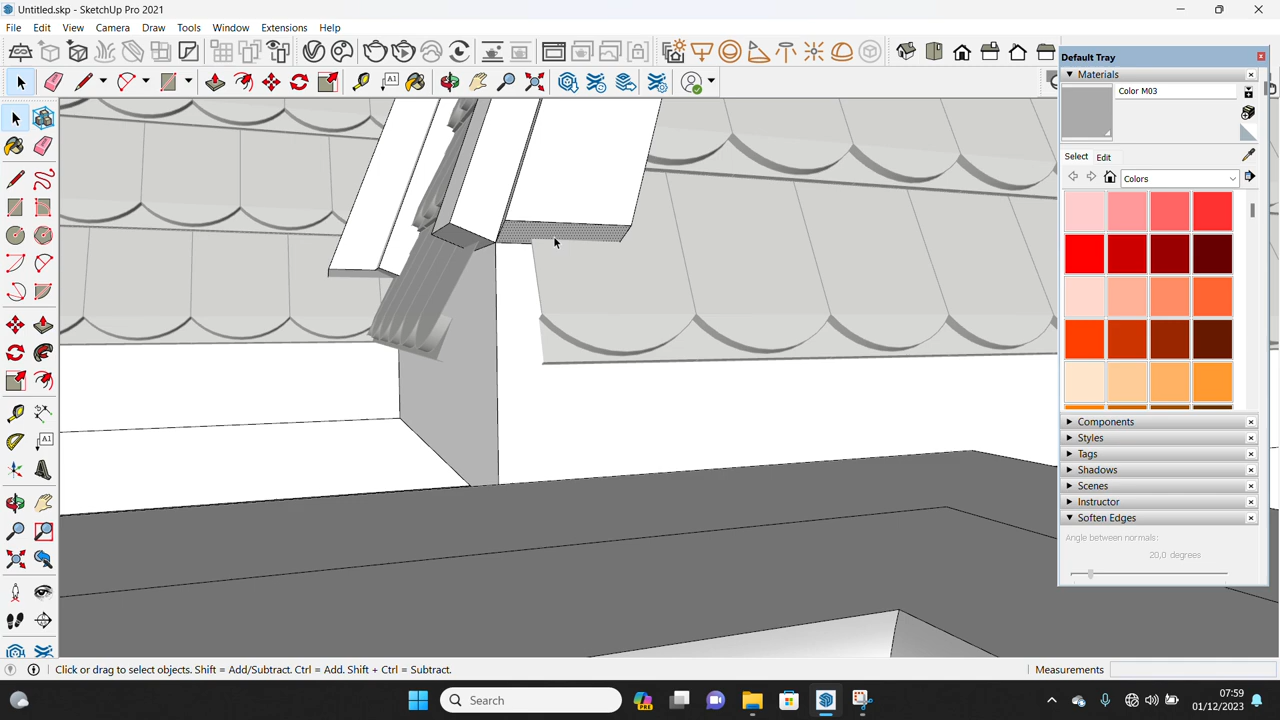 Untitled.skp - SketchUp Pro 2021
File Edit View Camera Draw Tools Window Extensions Help
Default Tray
Materials
Color M03
Select Edit
Colors
Components
Styles
Tags
Shadows
Scenes
Instructor
Soften Edges
Angle between normals:
20,0 degrees
Click or drag to select objects. Shift = Add/Subtract. Ctrl = Add. Shift + Ctrl = Subtract.
Measurements
Search
07:59
01/12/2023